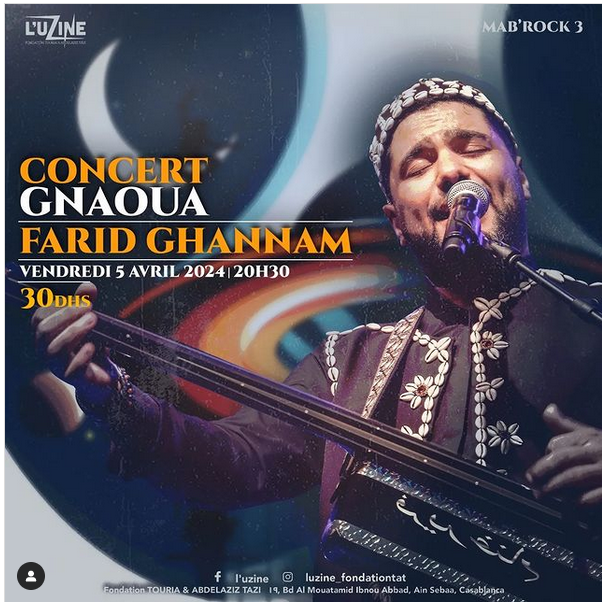 L'UZINE
MAB'ROCK 3
CONCERT
GNAOUA
FARID GHANNAM
VENDREDI 5 AVRIL 2024 | 20H30
30DHS
l'uzine luzine_fondationtat
Fondation TOURIA & ABDELAZIZ TAZI 19, Bd Al Mouatamid Ibnou Abbad, Ain Sebaa, Casablanca